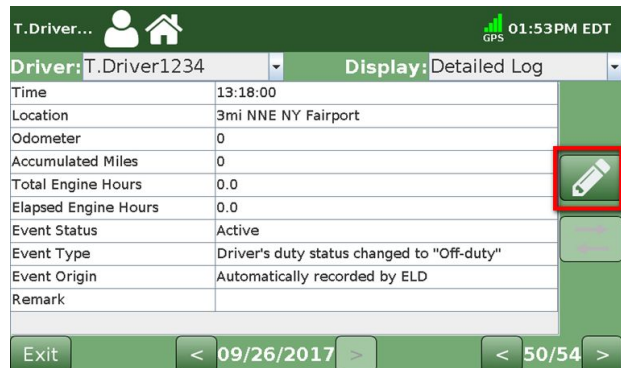 T.Driver... GPS 01:53PM EDT
Driver: T.Driver1234 Display: Detailed Log
Time 13:18:00
Location 3mi NNE NY Fairport
Odometer 0
Accumulated Miles 0
Total Engine Hours 0.0
Elapsed Engine Hours 0.0
Event Status Active
Event Type Driver's duty status changed to "Off-duty"
Event Origin Automatically recorded by ELD
Remark
Exit < 09/26/2017 > < 50/54 >